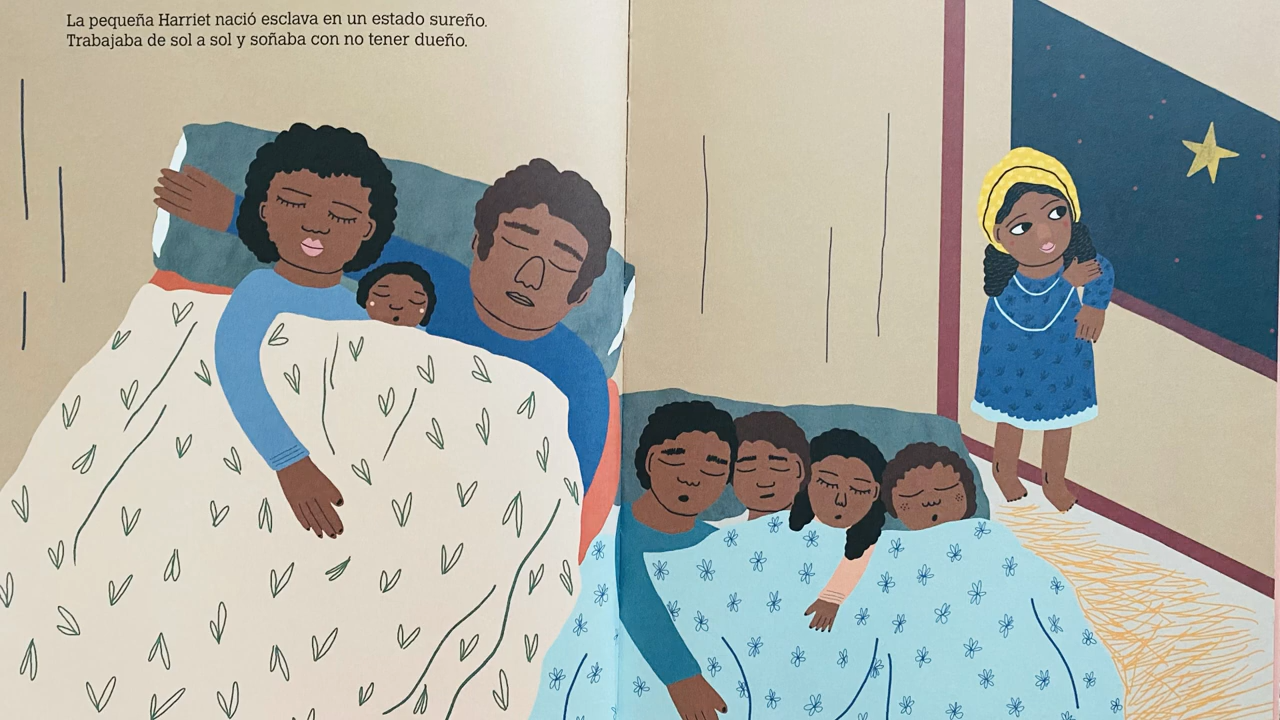 La pequeña Harriet nació esclava en un estado sureño.
Trabajaba de sol a sol y soñaba con no tener dueño.